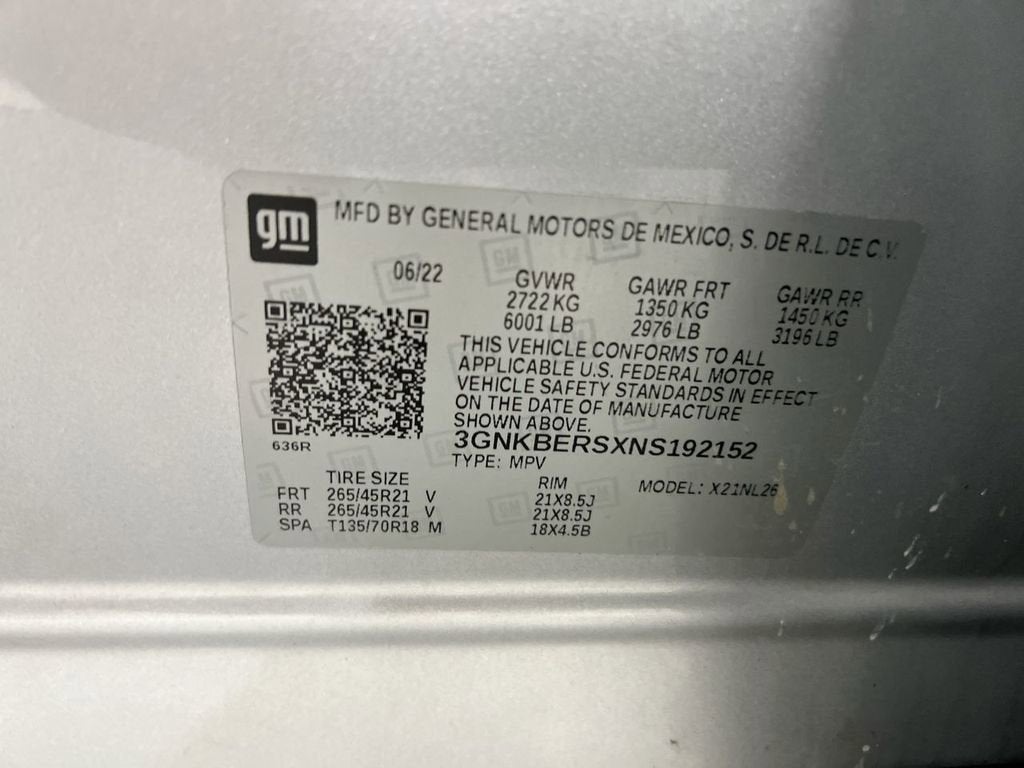 gm
MFD BY GENERAL MOTORS DE MEXICO, S. DE R.L. DE C.V.
06/22
GVWR GAWR FRT GAWR RR
2722 KG 1350 KG 1450 KG
6001 LB 2976 LB 3196 LB
THIS VEHICLE CONFORMS TO ALL
APPLICABLE U.S. FEDERAL MOTOR
VEHICLE SAFETY STANDARDS IN EFFECT
ON THE DATE OF MANUFACTURE
SHOWN ABOVE.
3GNKBERSXNS192152
TYPE: MPV
636R
TIRE SIZE RIM MODEL: X21NL26
FRT 265/45R21 V 21X8.5J
RR 265/45R21 V 21X8.5J
SPA T135/70R18 M 18X4.5B